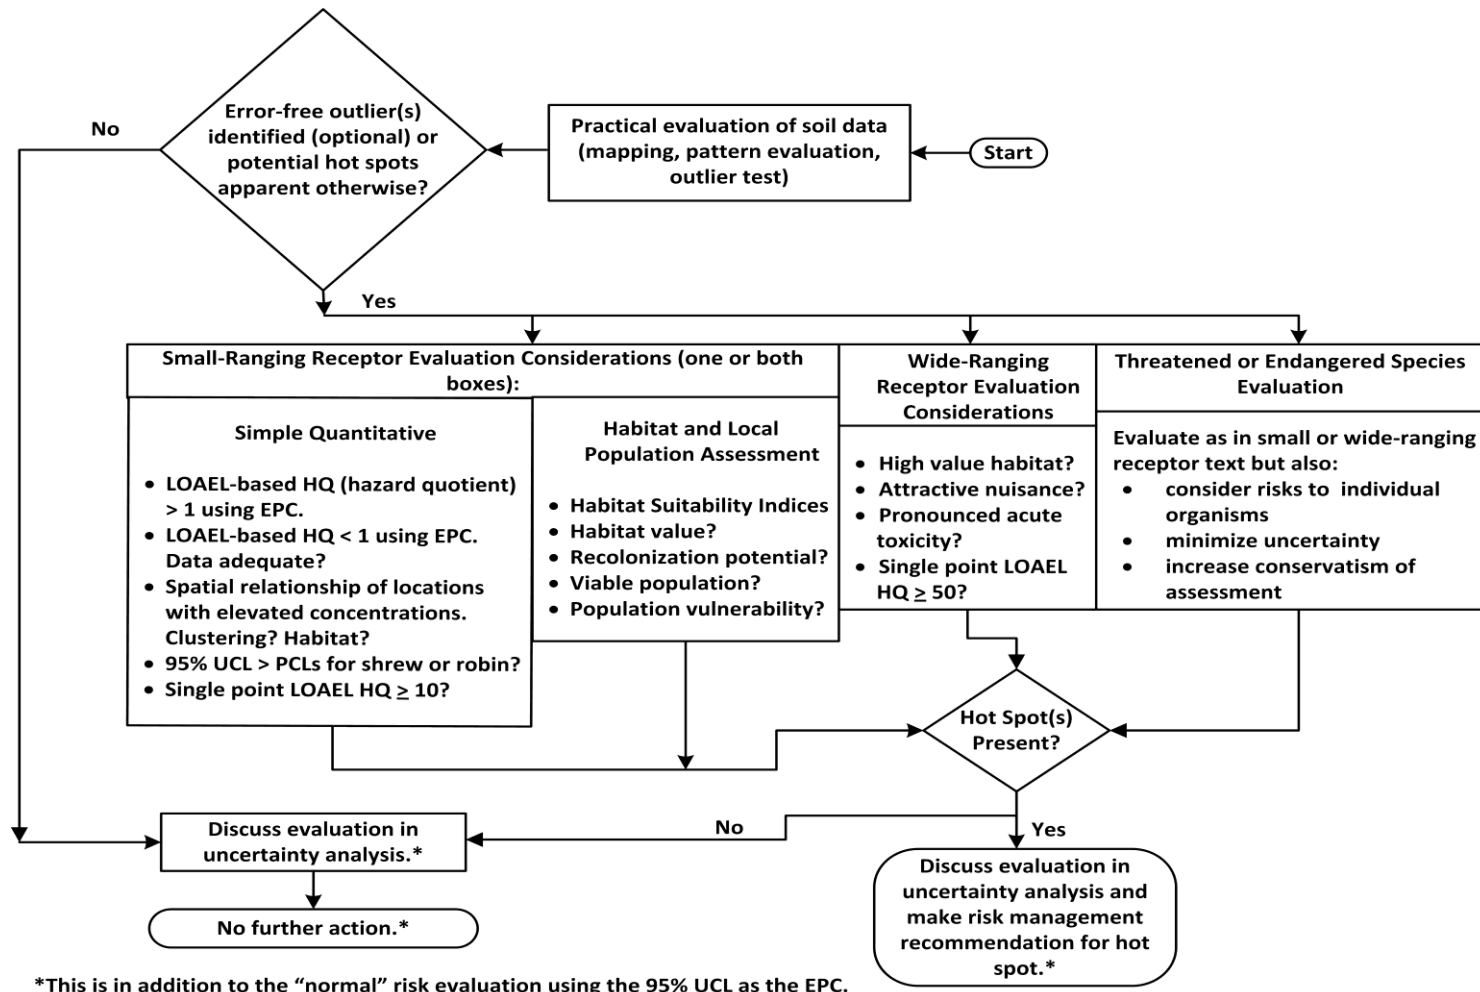 Start
Practical evaluation of soil data
(mapping, pattern evaluation,
outlier test)
Error-free outlier(s)
identified (optional) or
potential hot spots
apparent otherwise?
No
Yes
Small-Ranging Receptor Evaluation Considerations (one or both
boxes):
Simple Quantitative
• LOAEL-based HQ (hazard quotient)
> 1 using EPC.
• LOAEL-based HQ < 1 using EPC.
Data adequate?
• Spatial relationship of locations
with elevated concentrations.
Clustering? Habitat?
• 95% UCL > PCLs for shrew or robin?
• Single point LOAEL HQ ≥ 10?
Habitat and Local
Population Assessment
• Habitat Suitability Indices
• Habitat value?
• Recolonization potential?
• Viable population?
• Population vulnerability?
Wide-Ranging
Receptor Evaluation
Considerations
• High value habitat?
• Attractive nuisance?
• Pronounced acute
toxicity?
• Single point LOAEL
HQ ≥ 50?
Threatened or Endangered Species
Evaluation
Evaluate as in small or wide-ranging
receptor text but also:
• consider risks to individual
organisms
• minimize uncertainty
• increase conservatism of
assessment
Hot Spot(s)
Present?
No
Yes
Discuss evaluation in
uncertainty analysis.*
No further action.*
Discuss evaluation in
uncertainty analysis and
make risk management
recommendation for hot
spot.*
*This is in addition to the “normal” risk evaluation using the 95% UCL as the EPC.